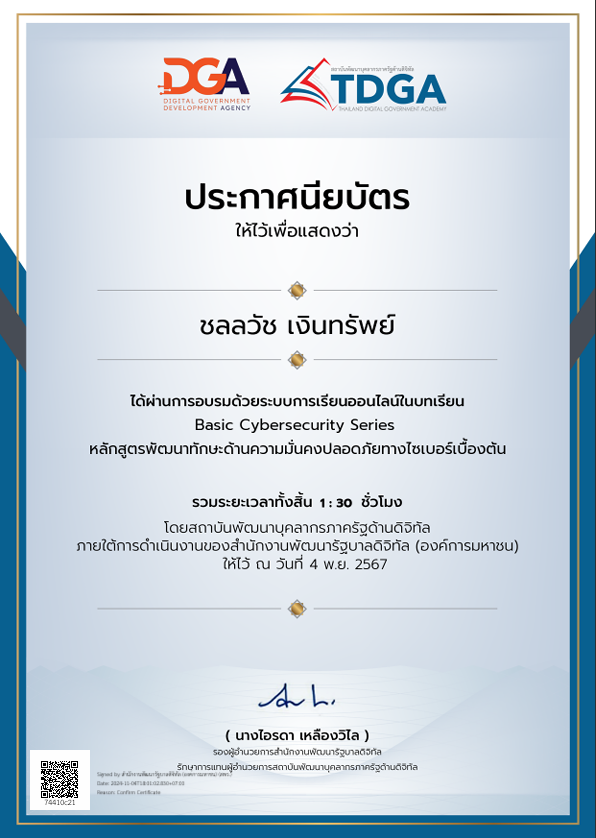 DGA
DIGITAL GOVERNMENT
DEVELOPMENT AGENCY
สถาบันพัฒนาบุคลากรภาครัฐด้านดิจิทัล
TDGA
THAILAND DIGITAL GOVERNMENT ACADEMY
ประกาศนียบัตร
ให้ไว้เพื่อแสดงว่า
ชลลวัช เงินทรัพย์
ได้ผ่านการอบรมด้วยระบบการเรียนออนไลน์ในบทเรียน
Basic Cybersecurity Series
หลักสูตรพัฒนาทักษะด้านความมั่นคงปลอดภัยทางไซเบอร์เบื้องต้น
รวมระยะเวลาทั้งสิ้น 1 : 30 ชั่วโมง
โดยสถาบันพัฒนาบุคลากรภาครัฐด้านดิจิทัล
ภายใต้การดำเนินงานของสำนักงานพัฒนารัฐบาลดิจิทัล (องค์การมหาชน)
ให้ไว้ ณ วันที่ 4 พ.ย. 2567
( นางไอรดา เหลืองวิไล )
รองผู้อำนวยการสำนักงานพัฒนารัฐบาลดิจิทัล
รักษาการแทนผู้อำนวยการสถาบันพัฒนาบุคลากรภาครัฐด้านดิจิทัล
Signed by สำนักงานพัฒนารัฐบาลดิจิทัล (องค์การมหาชน)
Reason: Confirm Certificate
74410c21